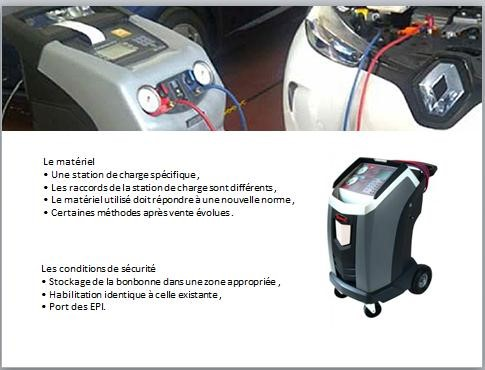 Le matériel
• Une station de charge spécifique,
• Les raccords de la station de charge sont différents,
• Le matériel utilisé doit répondre à une nouvelle norme,
• Certaines méthodes après vente évolues.
Les conditions de sécurité
• Stockage de la bonbonne dans une zone appropriée,
• Habilitation identique à celle existante,
• Port des EPI.